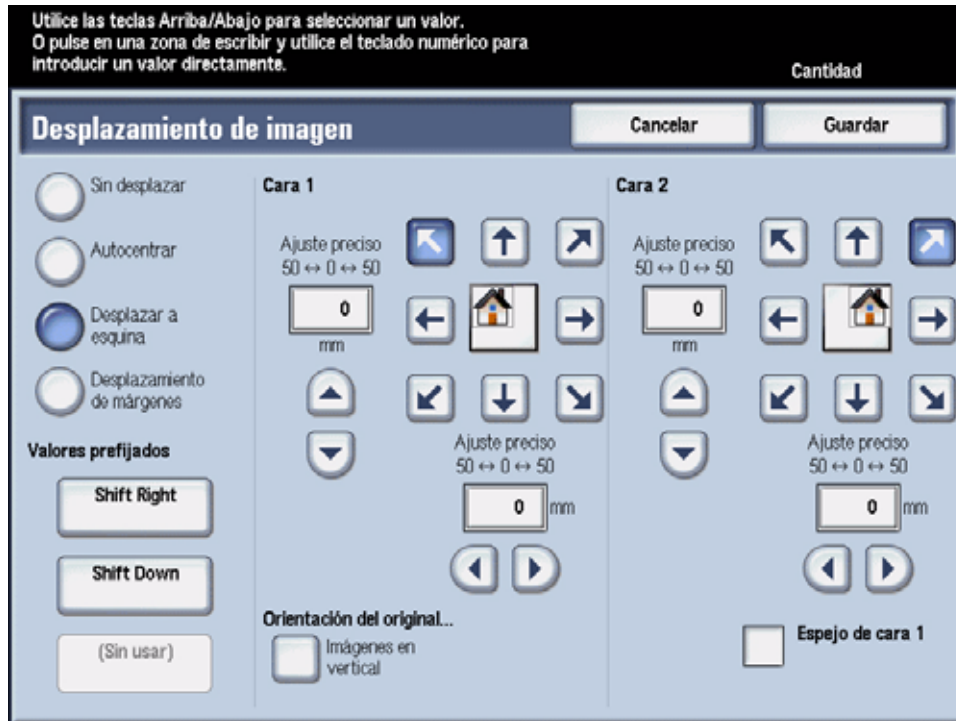 Utilice las teclas Arriba/Abajo para seleccionar un valor.
O pulse en una zona de escribir y utilice el teclado numérico para
introducir un valor directamente.
Cantidad
Desplazamiento de imagen
Cancelar
Guardar
Sin desplazar
Autocentrar
Desplazar a
esquina
Desplazamiento
de márgenes
Valores prefijados
Shift Right
Shift Down
(Sin usar)
Cara 1
Ajuste preciso
50 ↔ 0 ↔ 50
0
mm
Ajuste preciso
50 ↔ 0 ↔ 50
0 mm
Orientación del original...
Imágenes en
vertical
Cara 2
Ajuste preciso
50 ↔ 0 ↔ 50
0
mm
Ajuste preciso
50 ↔ 0 ↔ 50
0 mm
Espejo de cara 1